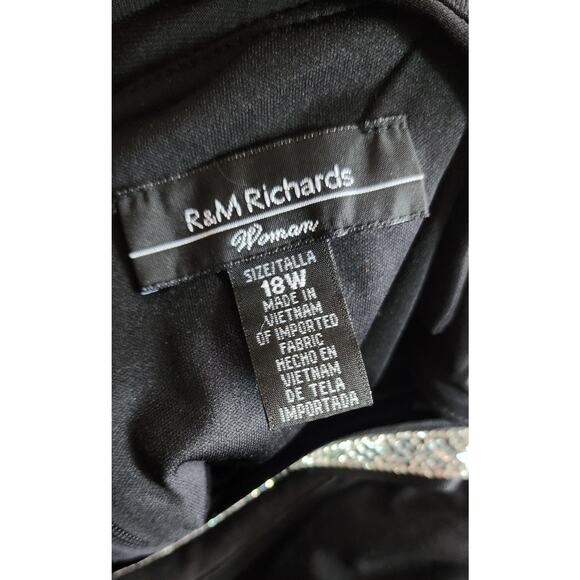 R&M Richards
Woman
SIZE/TALLA
18W
MADE IN
VIETNAM
OF IMPORTED
FABRIC
HECHO EN
VIETNAM
DE TELA
IMPORTADA